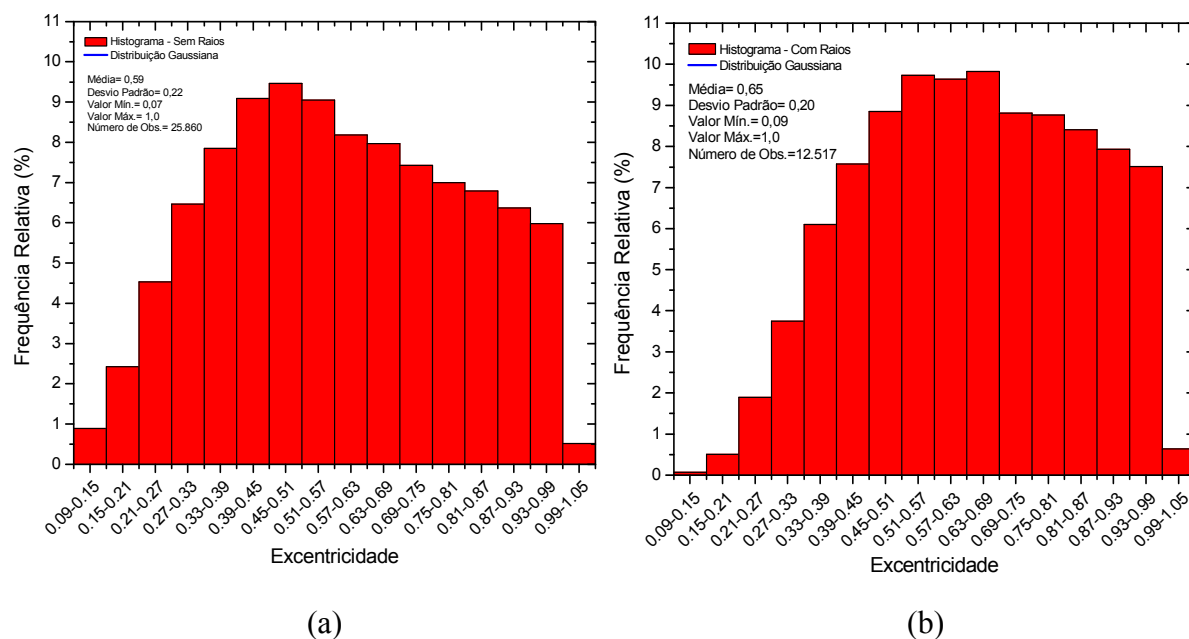 11
10
9
8
7
6
5
4
3
2
1
0
Frequência Relativa (%)
Histograma - Sem Raios
Distribuição Gaussiana
Média= 0,59
Desvio Padrão= 0,22
Valor Mín.= 0,07
Valor Máx.= 1,0
Número de Obs.= 25.860
0.09-0.15
0.15-0.21
0.21-0.27
0.27-0.33
0.33-0.39
0.39-0.45
0.45-0.51
0.51-0.57
0.57-0.63
0.63-0.69
0.69-0.75
0.75-0.81
0.81-0.87
0.87-0.93
0.93-0.99
0.99-1.05
Excentricidade
(a)
11
10
9
8
7
6
5
4
3
2
1
0
Frequência Relativa (%)
Histograma - Com Raios
Distribuição Gaussiana
Média= 0,65
Desvio Padrão= 0,20
Valor Mín.= 0,09
Valor Máx.=1,0
Número de Obs.=12.517
0.09-0.15
0.15-0.21
0.21-0.27
0.27-0.33
0.33-0.39
0.39-0.45
0.45-0.51
0.51-0.57
0.57-0.63
0.63-0.69
0.69-0.75
0.75-0.81
0.81-0.87
0.87-0.93
0.93-0.99
0.99-1.05
Excentricidade
(b)